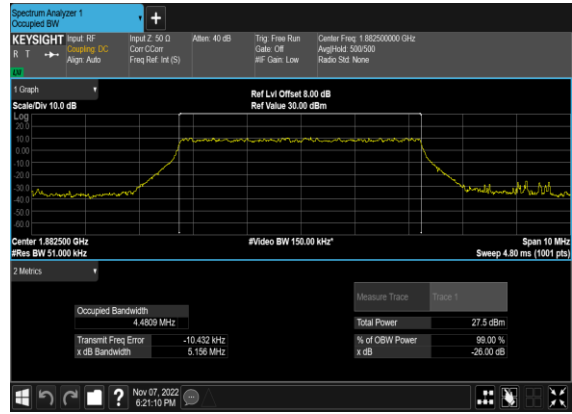 Spectrum Analyzer 1
Occupied BW
+
KEYSIGHT Input: RF Input Z: 50 Ω Atten: 40 dB Trig: Free Run Center Freq: 1.882500000 GHz
R T Coupling: DC Corr CCorr Gate: Off Avg|Hold: 500/500
Align: Auto Freq Ref: Int (S) #IF Gain: Low Radio Std: None
1 Graph
Ref Lvl Offset 8.00 dB
Scale/Div 10.0 dB Ref Value 30.00 dBm
Log
20.0
10.0
0.00
-10.0
-20.0
-30.0
-40.0
-50.0
-60.0
Center 1.882500 GHz #Video BW 150.00 kHz* Span 10 MHz
#Res BW 51.000 kHz Sweep 4.80 ms (1001 pts)
2 Metrics
Measure Trace Trace 1
Occupied Bandwidth
4.4809 MHz Total Power 27.5 dBm
Transmit Freq Error -10.432 kHz % of OBW Power 99.00 %
x dB Bandwidth 5.156 MHz x dB -26.00 dB
? Nov 07, 2022
6:21:10 PM